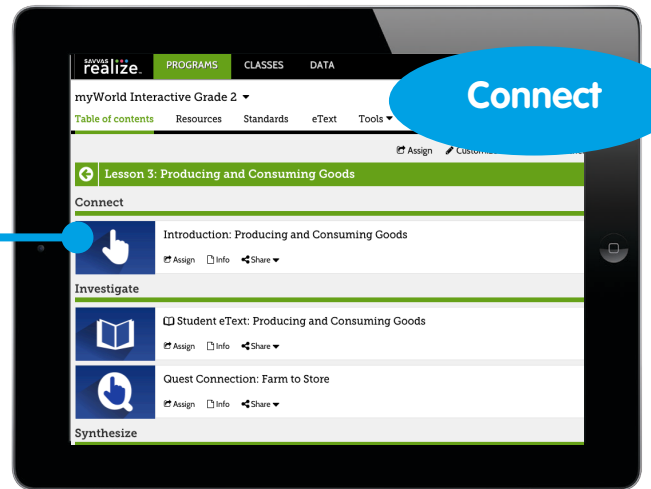 SAVVAS
realize™ PROGRAMS CLASSES DATA
Connect
myWorld Interactive Grade 2
Table of contents Resources Standards eText Tools
Assign
Lesson 3: Producing and Consuming Goods
Connect
Introduction: Producing and Consuming Goods
Assign Info Share
Investigate
Student eText: Producing and Consuming Goods
Assign Info Share
Quest Connection: Farm to Store
Assign Info Share
Synthesize